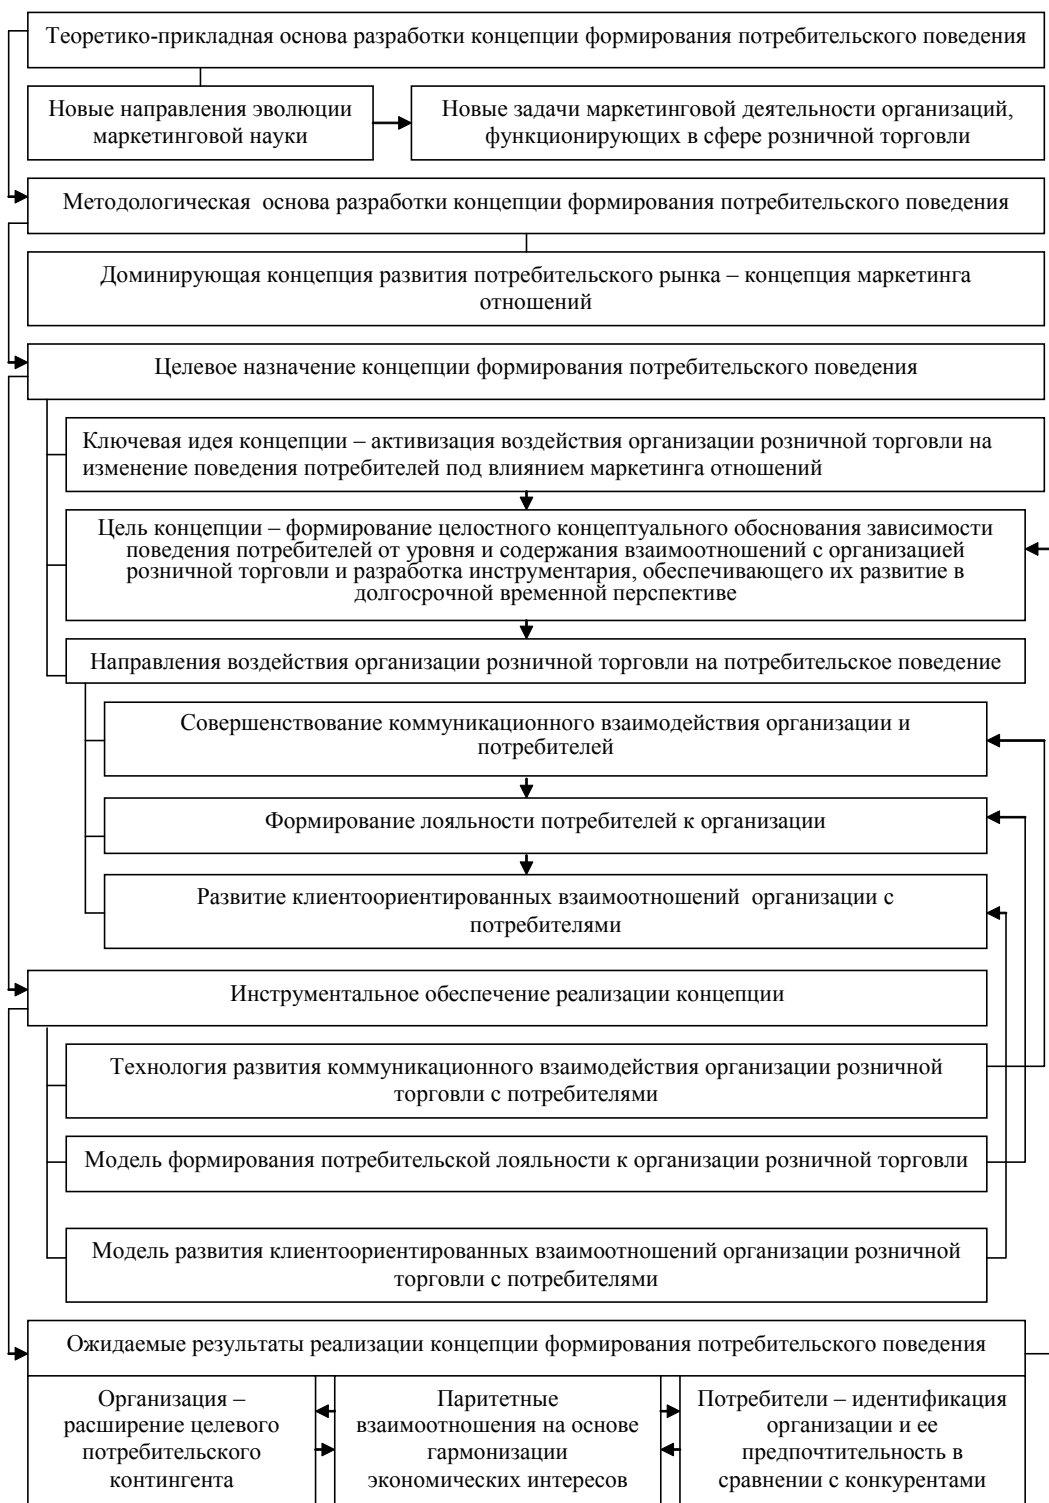 Теоретико-прикладная основа разработки концепции формирования потребительского поведения
Новые направления эволюции
маркетинговой науки
Новые задачи маркетинговой деятельности организаций,
функционирующих в сфере розничной торговли
Методологическая основа разработки концепции формирования потребительского поведения
Доминирующая концепция развития потребительского рынка – концепция маркетинга
отношений
Целевое назначение концепции формирования потребительского поведения
Ключевая идея концепции – активизация воздействия организации розничной торговли на
изменение поведения потребителей под влиянием маркетинга отношений
Цель концепции – формирование целостного концептуального обоснования зависимости
поведения потребителей от уровня и содержания взаимоотношений с организацией
розничной торговли и разработка инструментария, обеспечивающего их развитие в
долгосрочной временной перспективе
Направления воздействия организации розничной торговли на потребительское поведение
Совершенствование коммуникационного взаимодействия организации и
потребителей
Формирование лояльности потребителей к организации
Развитие клиентоориентированных взаимоотношений организации с
потребителями
Инструментальное обеспечение реализации концепции
Технология развития коммуникационного взаимодействия организации розничной
торговли с потребителями
Модель формирования потребительской лояльности к организации розничной торговли
Модель развития клиентоориентированных взаимоотношений организации розничной
торговли с потребителями
Ожидаемые результаты реализации концепции формирования потребительского поведения
Организация –
расширение целевого
потребительского
контингента
Паритетные
взаимоотношения на основе
гармонизации
экономических интересов
Потребители – идентификация
организации и ее
предпочтительность в
сравнении с конкурентами